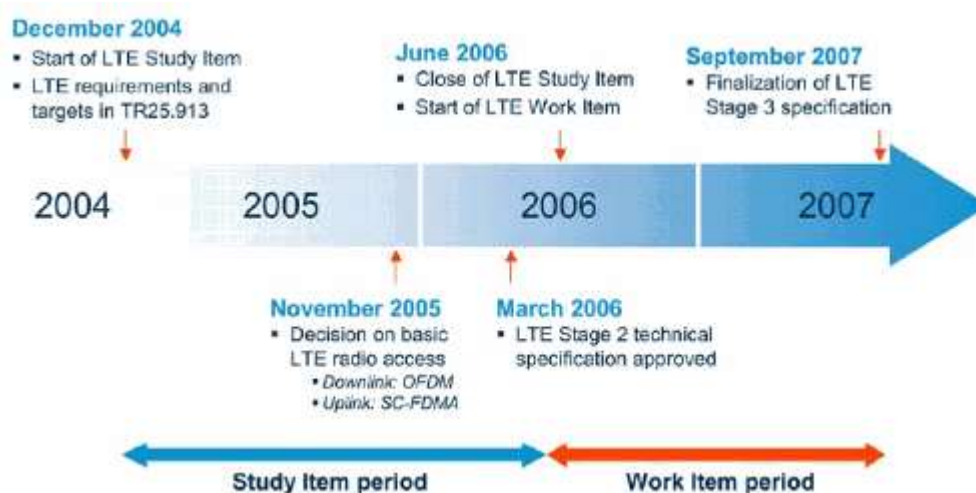 December 2004
▪ Start of LTE Study Item
▪ LTE requirements and
targets in TR25.913
June 2006
▪ Close of LTE Study Item
▪ Start of LTE Work Item
September 2007
▪ Finalization of LTE
Stage 3 specification
2004
2005
2006
2007
November 2005
▪ Decision on basic
LTE radio access
▪ Downlink: OFDM
▪ Uplink: SC-FDMA
March 2006
▪ LTE Stage 2 technical
specification approved
Study Item period
Work Item period